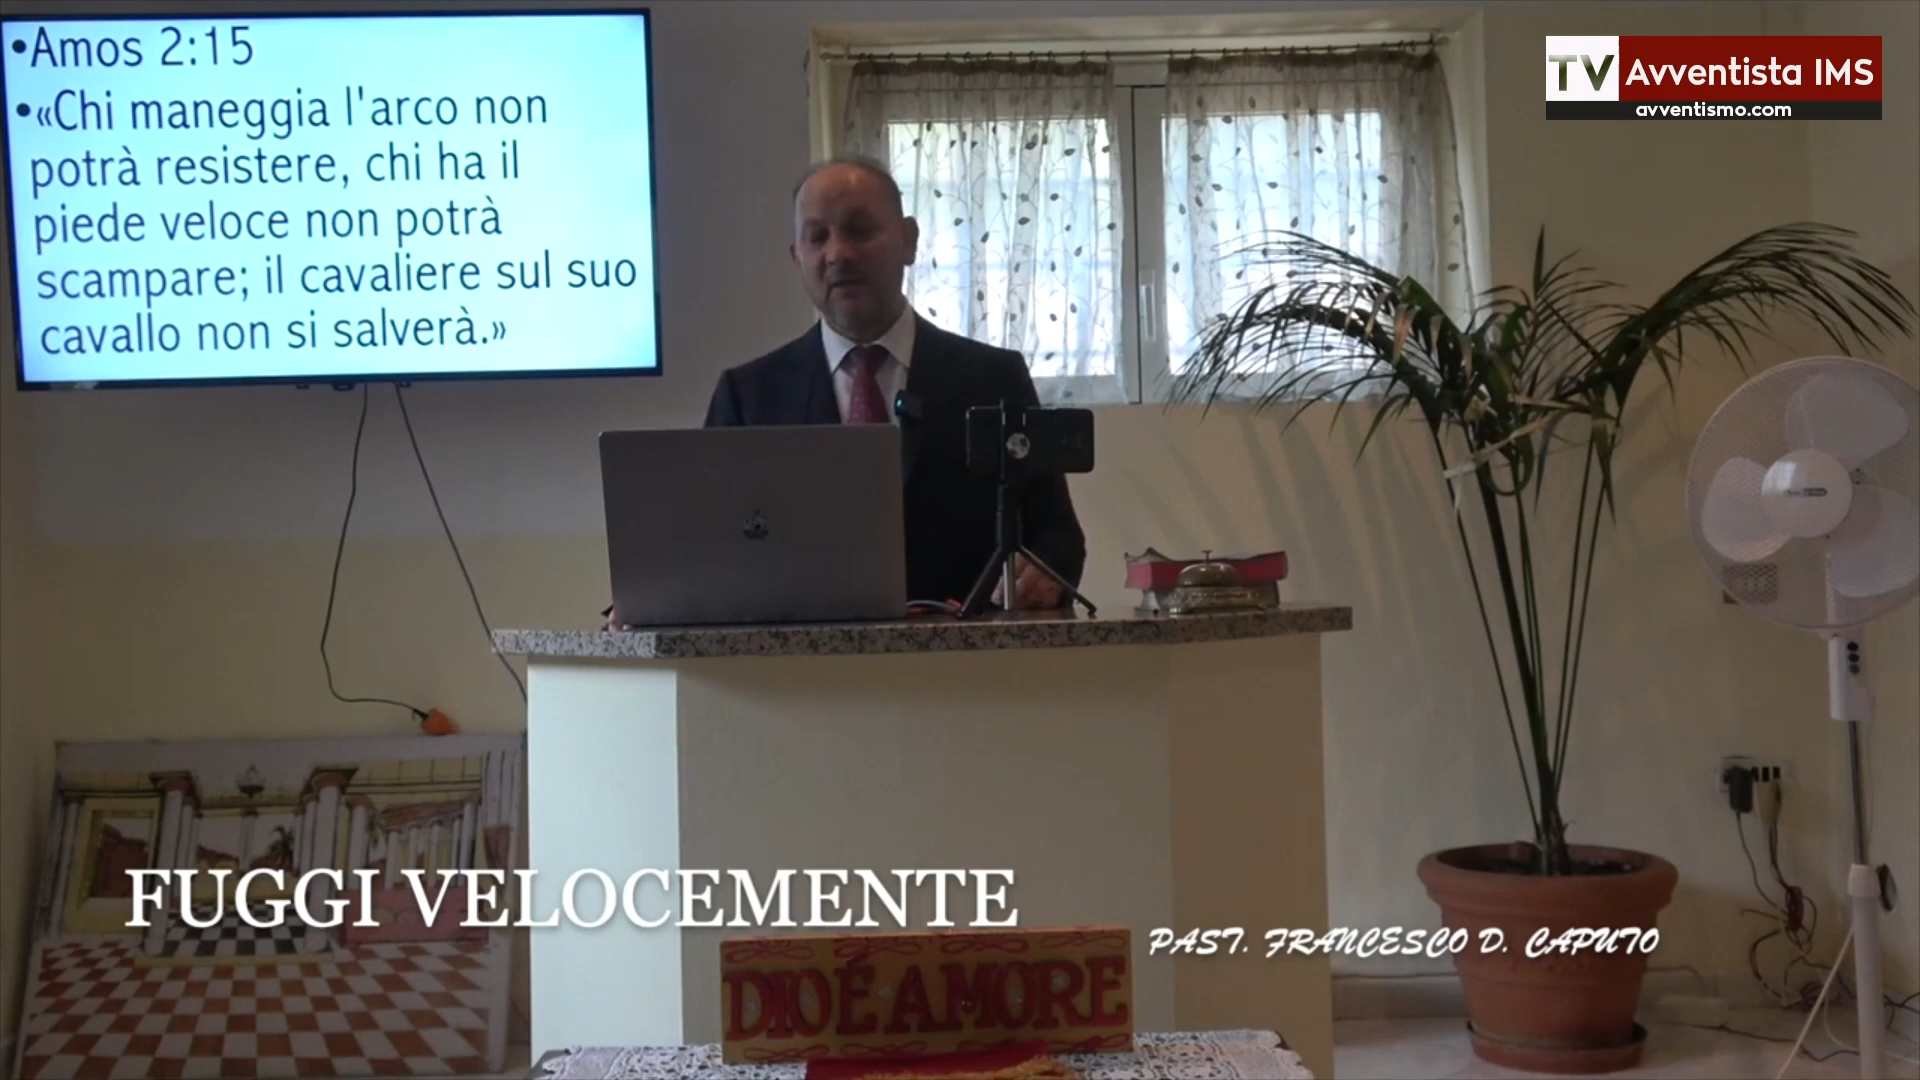 •Amos 2:15
•«Chi maneggia l'arco non
potrà resistere, chi ha il
piede veloce non potrà
scampare; il cavaliere sul suo
cavallo non si salverà.»
TV Avventista IMS
avventismo.com
FUGGI VELOCEMENTE
PAST. FRANCESCO D. CAPUTO
DIO É AMORE